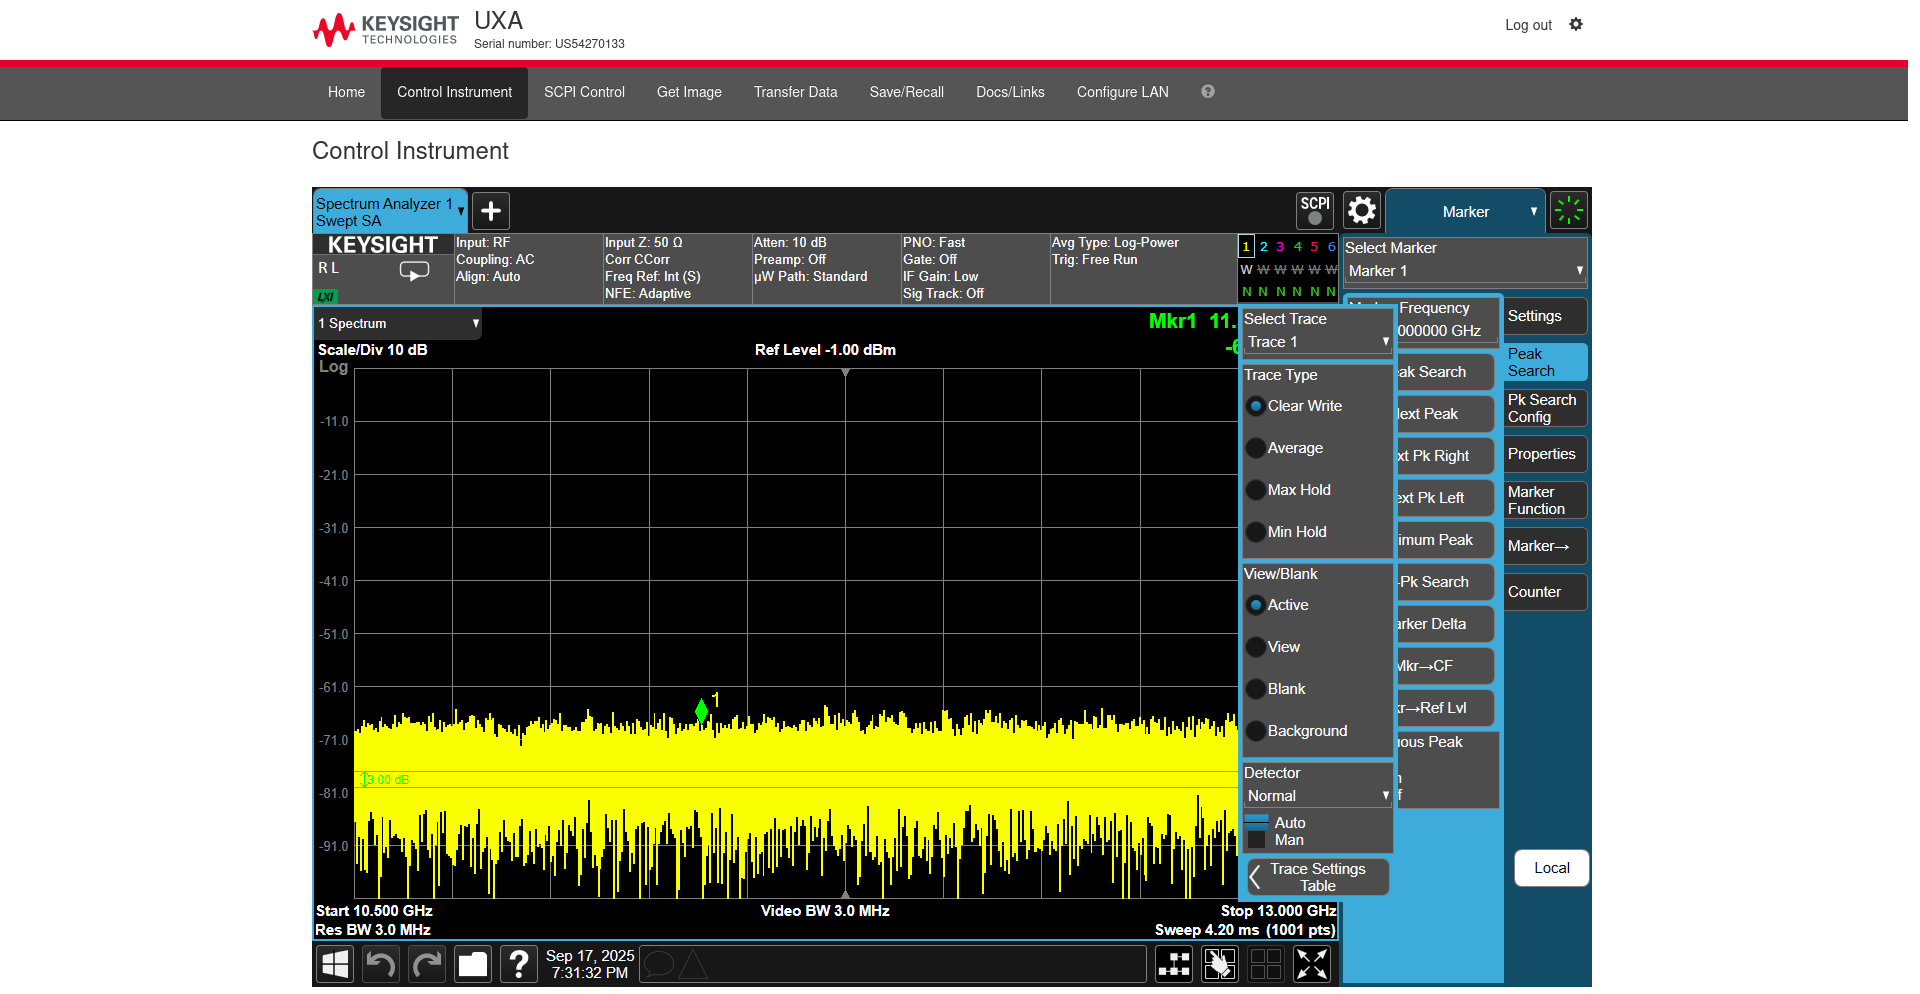 KEYSIGHT
TECHNOLOGIES
UXA
Serial number: US54270133
Log out
Home
Control Instrument
SCPI Control
Get Image
Transfer Data
Save/Recall
Docs/Links
Configure LAN
?
Control Instrument
Spectrum Analyzer 1
Swept SA
SCPI
Marker
KEYSIGHT
R L
LXI
Input: RF
Coupling: AC
Align: Auto
Input Z: 50 Ω
Corr CCorr
Freq Ref: Int (S)
NFE: Adaptive
Atten: 10 dB
Preamp: Off
µW Path: Standard
PNO: Fast
Gate: Off
IF Gain: Low
Sig Track: Off
Avg Type: Log-Power
Trig: Free Run
1 2 3 4 5 6
W W W W W W
N N N N N N
Select Marker
Marker 1
1 Spectrum
Mkr1 11.
-6
Scale/Div 10 dB
Ref Level -1.00 dBm
Log
-11.0
-21.0
-31.0
-41.0
-51.0
-61.0
-71.0
-81.0
-91.0
1
3.00 dB
Start 10.500 GHz
Video BW 3.0 MHz
Stop 13.000 GHz
Res BW 3.0 MHz
Sweep 4.20 ms (1001 pts)
Select Trace
Trace 1
Trace Type
Clear Write
Average
Max Hold
Min Hold
View/Blank
Active
View
Blank
Background
Detector
Normal
Auto
Man
Trace Settings
Table
Frequency
000000 GHz
ak Search
ext Peak
xt Pk Right
ext Pk Left
imum Peak
-Pk Search
arker Delta
Mkr→CF
r→Ref Lvl
ous Peak
Settings
Peak
Search
Pk Search
Config
Properties
Marker
Function
Marker→
Counter
Local
?
Sep 17, 2025
7:31:32 PM